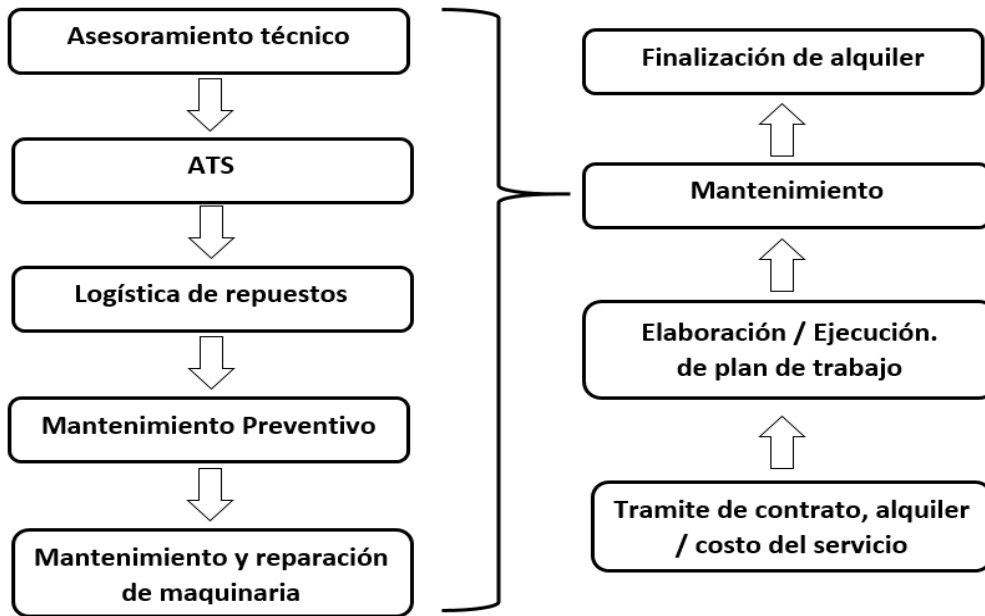 Asesoramiento técnico
ATS
Logística de repuestos
Mantenimiento Preventivo
Mantenimiento y reparación
de maquinaria
Finalización de alquiler
Mantenimiento
Elaboración / Ejecución.
de plan de trabajo
Tramite de contrato, alquiler
/ costo del servicio